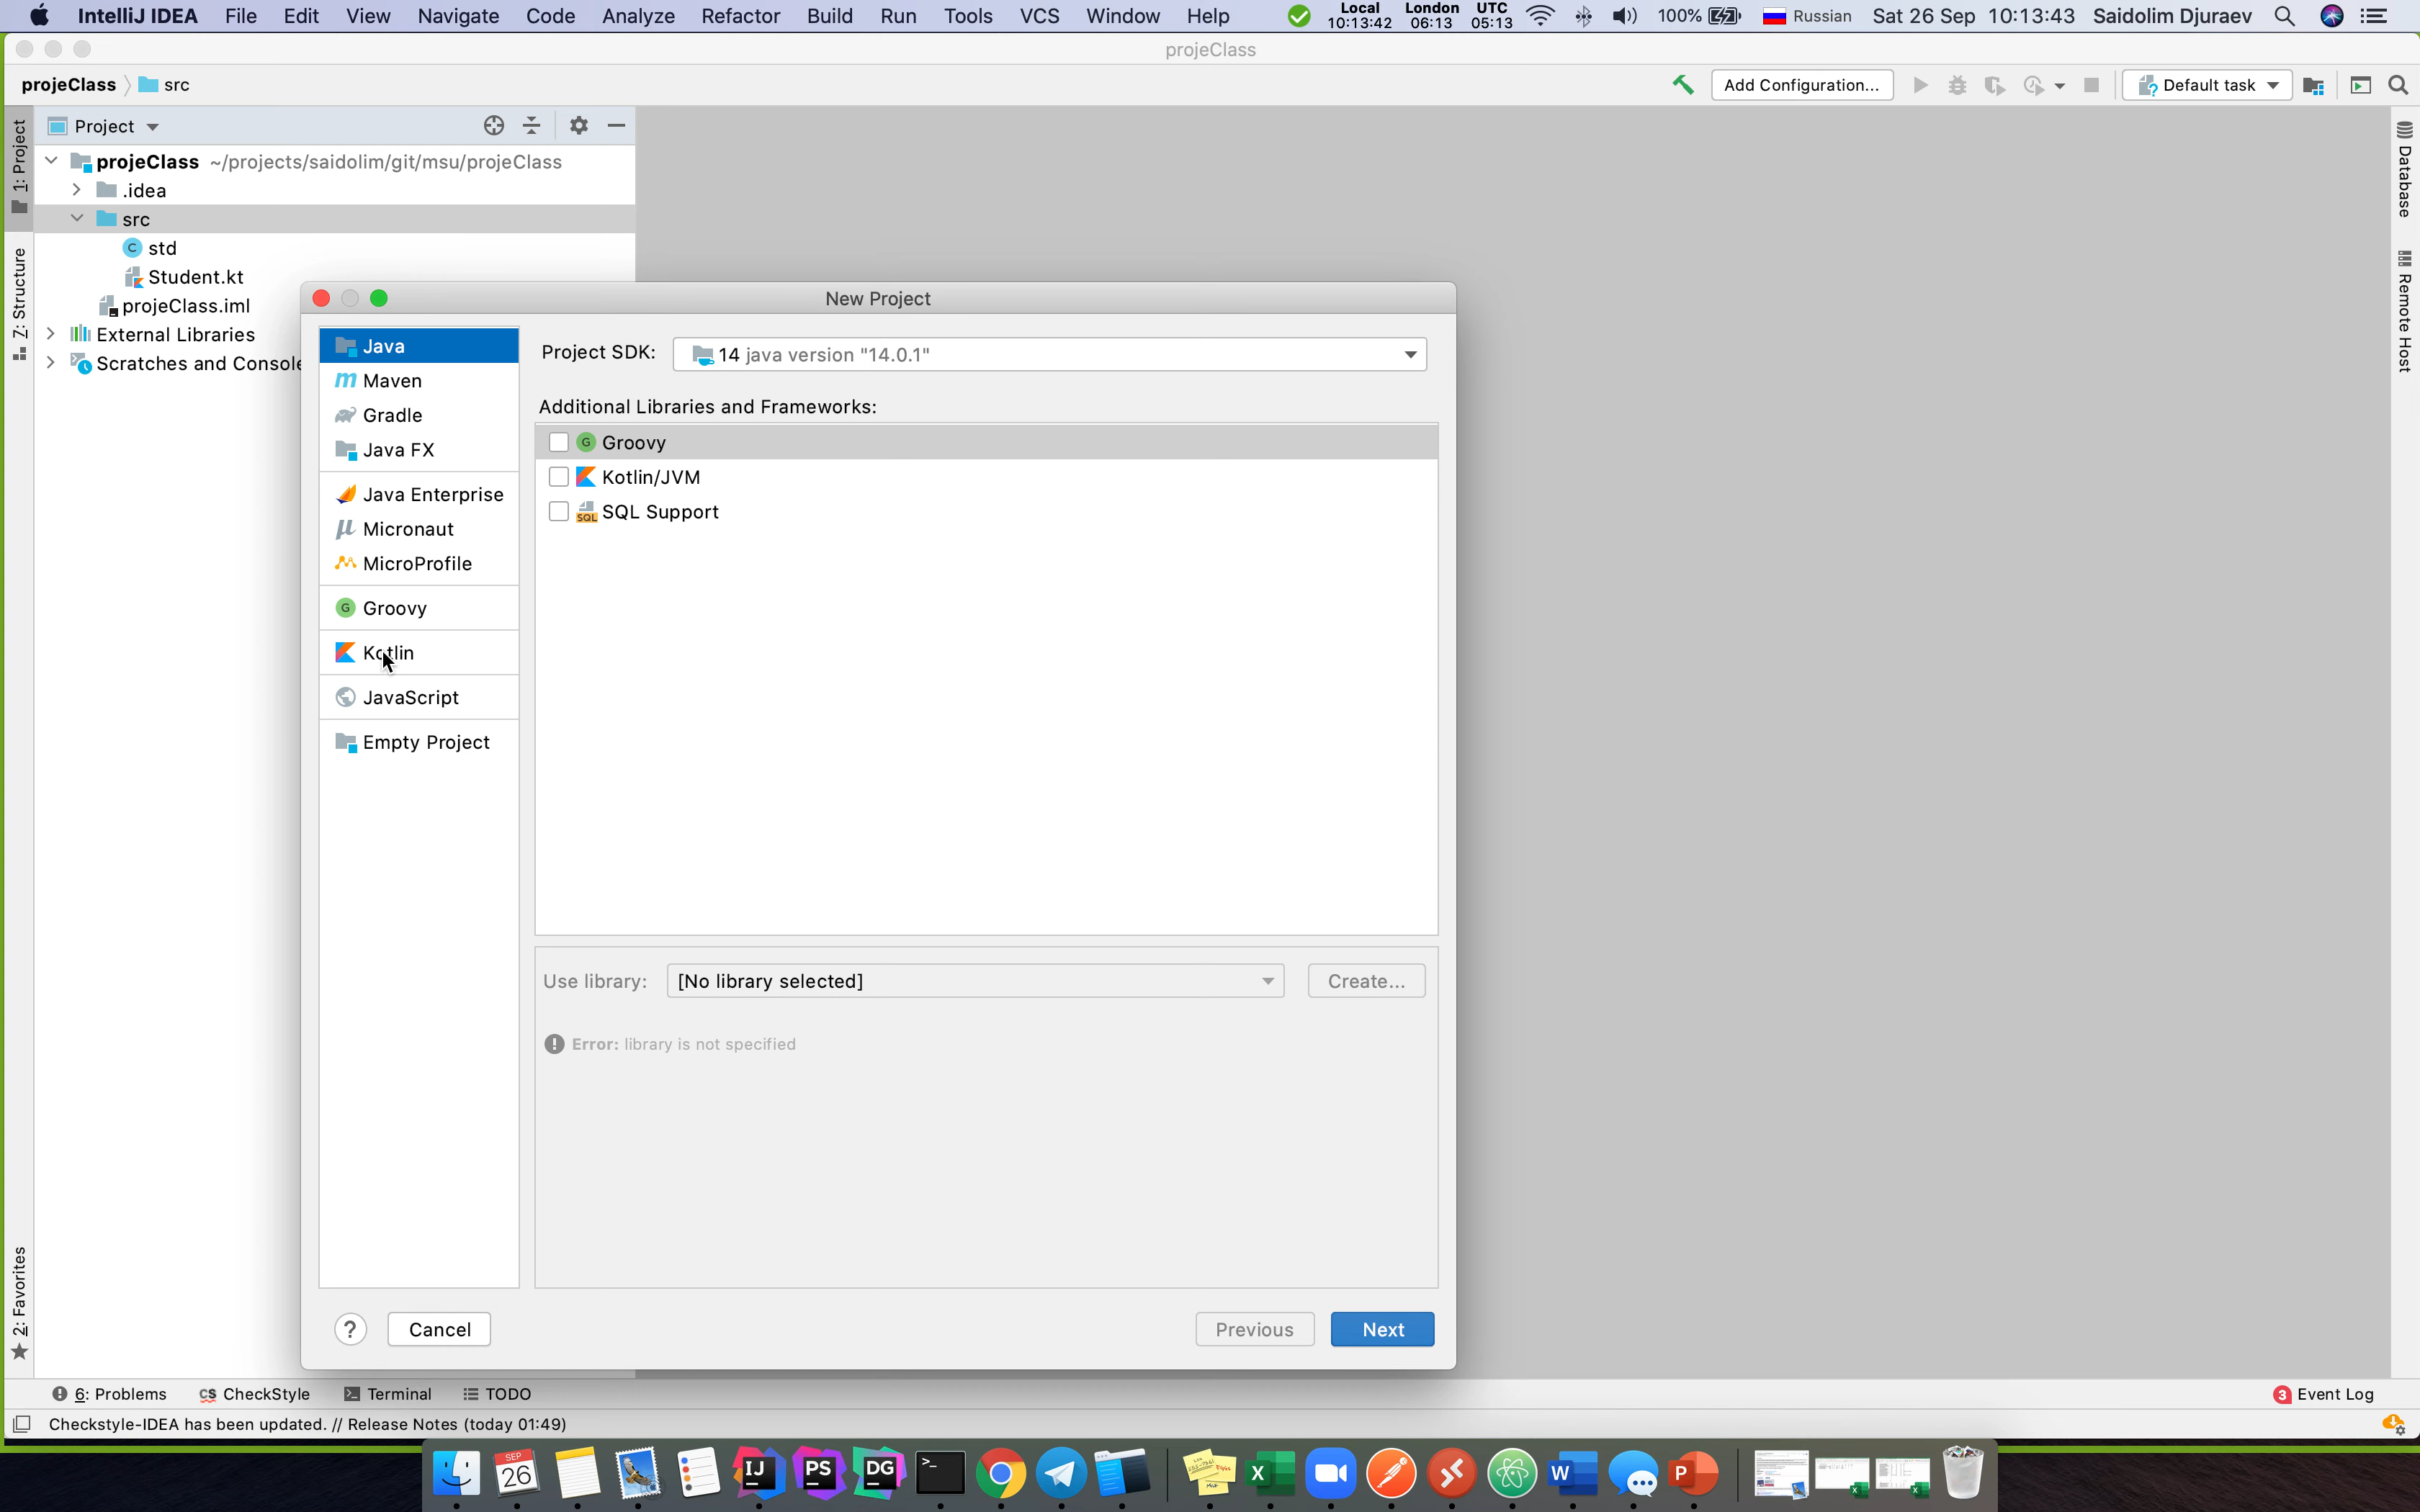 IntelliJ IDEA File Edit View Navigate Code Analyze Refactor Build Run Tools VCS Window Help Local London UTC 100% Russian Sat 26 Sep 10:13:43 Saidolim Djuraev
10:13:42 06:13 05:13
projeClass
projeClass src Add Configuration... Default task
1: Project
Project
projeClass ~/projects/saidolim/git/msu/projeClass
.idea
src
std
Student.kt
projeClass.iml
External Libraries
Scratches and Console
Z: Structure
2: Favorites
Database
Remote Host
New Project
Java
Maven
Gradle
Java FX
Java Enterprise
Micronaut
MicroProfile
Groovy
Kotlin
JavaScript
Empty Project
Project SDK: 14 java version "14.0.1"
Additional Libraries and Frameworks:
G Groovy
Kotlin/JVM
SQL SQL Support
Use library: [No library selected] Create...
Error: library is not specified
? Cancel Previous Next
6: Problems CS CheckStyle Terminal TODO 3 Event Log
Checkstyle-IDEA has been updated. // Release Notes (today 01:49)
SEP
26 IJ PS DG X W P